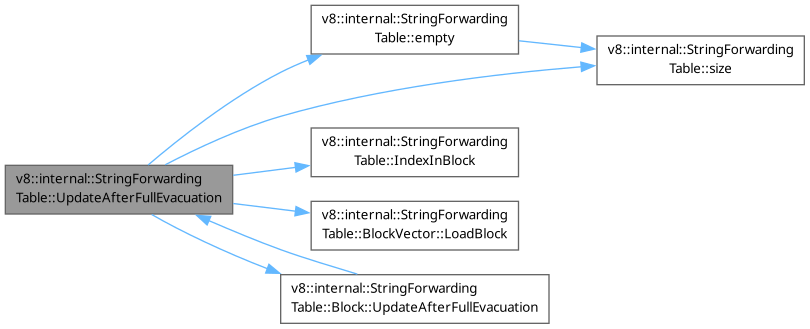 v8::internal::StringForwarding
Table::empty
v8::internal::StringForwarding
Table::size
v8::internal::StringForwarding
Table::IndexInBlock
v8::internal::StringForwarding
Table::UpdateAfterFullEvacuation
v8::internal::StringForwarding
Table::BlockVector::LoadBlock
v8::internal::StringForwarding
Table::Block::UpdateAfterFullEvacuation